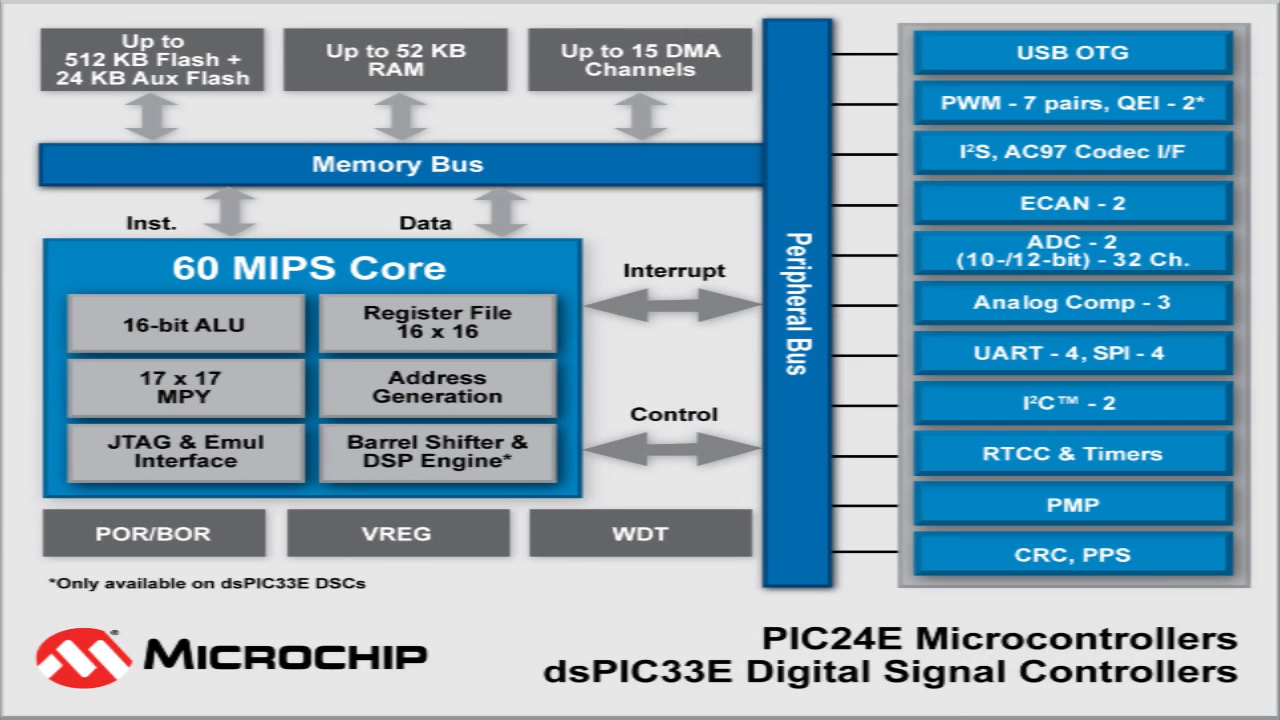 Up to
512 KB Flash +
24 KB Aux Flash
Up to 52 KB
RAM
Up to 15 DMA
Channels
Memory Bus
Inst.
Data
60 MIPS Core
16-bit ALU
Register File
16 x 16
17 x 17
MPY
Address
Generation
JTAG & Emul
Interface
Barrel Shifter &
DSP Engine*
Interrupt
Control
Peripheral Bus
USB OTG
PWM - 7 pairs, QEI - 2*
I²S, AC97 Codec I/F
ECAN - 2
ADC - 2
(10-/12-bit) - 32 Ch.
Analog Comp - 3
UART - 4, SPI - 4
I²C™ - 2
RTCC & Timers
PMP
CRC, PPS
POR/BOR
VREG
WDT
*Only available on dsPIC33E DSCs
® MICROCHIP
PIC24E Microcontrollers
dsPIC33E Digital Signal Controllers